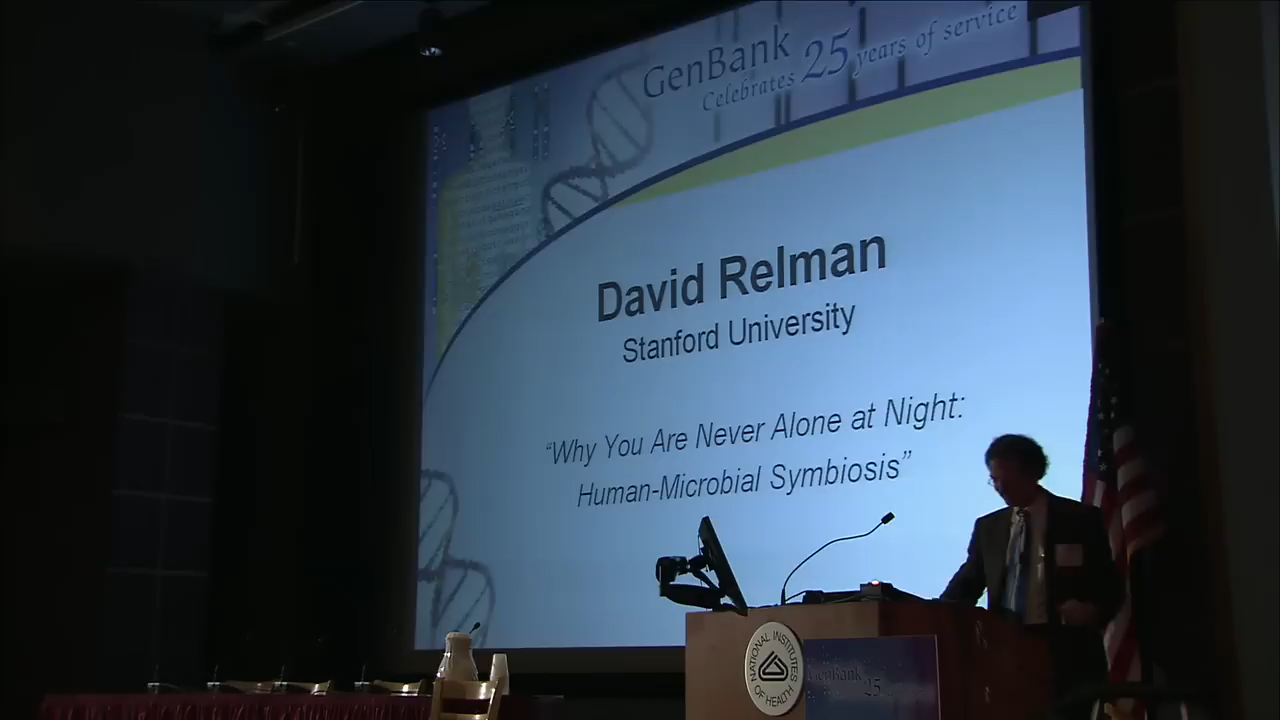 GenBank
Celebrates 25 years of service
David Relman
Stanford University
“Why You Are Never Alone at Night:
Human-Microbial Symbiosis”
NATIONAL INSTITUTES
OF HEALTH
GenBank
25